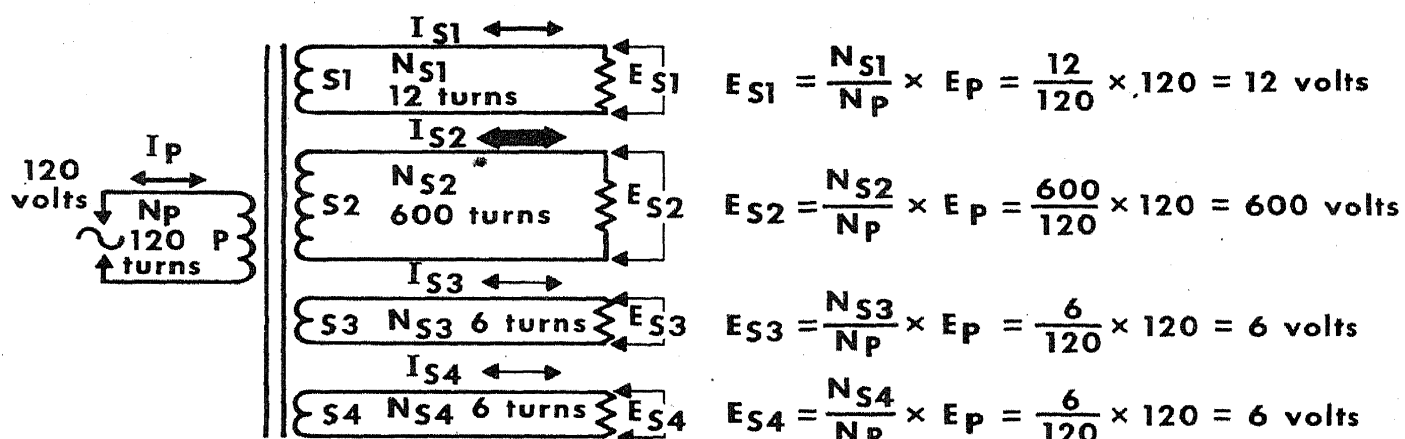 I S1
S1 N S1
12 turns
E S1
E S1 = N S1 / N P × E P = 12 / 120 × .120 = 12 volts
I S2
120
volts
I P
N P
120 P
turns
S2 N S2
600 turns
E S2
E S2 = N S2 / N P × E P = 600 / 120 × 120 = 600 volts
I S3
S3 N S3 6 turns
E S3
E S3 = N S3 / N P × E P = 6 / 120 × 120 = 6 volts
I S4
S4 N S4 6 turns
E S4
E S4 = N S4 / N P × E P = 6 / 120 × 120 = 6 volts